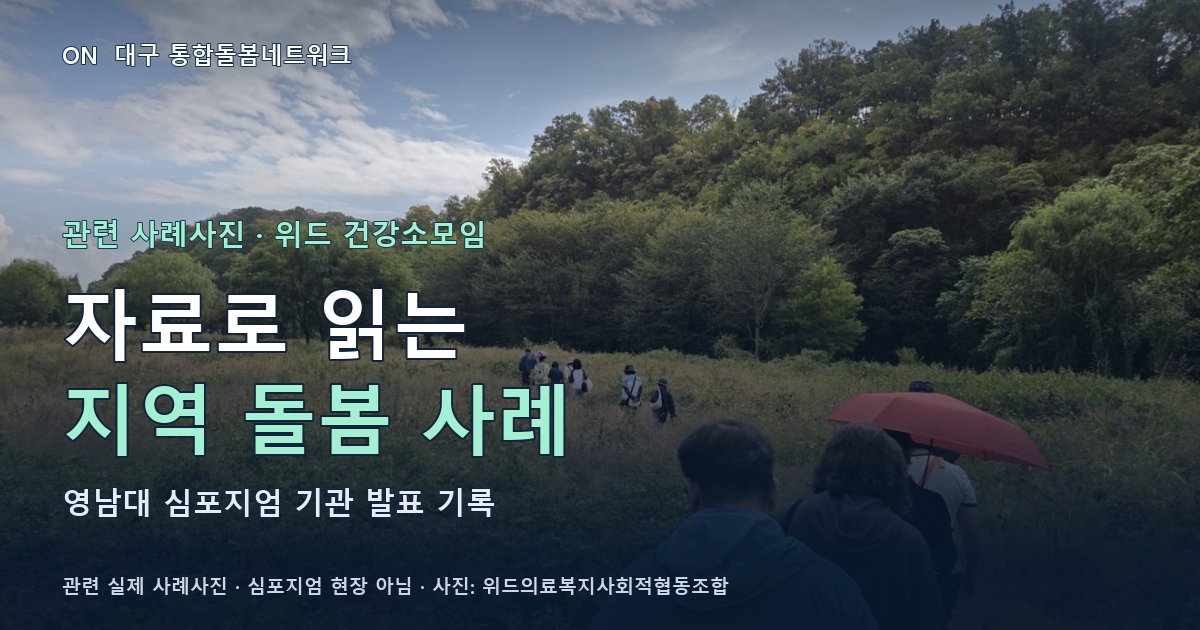 ON 대구 통합돌봄네트워크
관련 사례사진 · 위드 건강소모임
자료로 읽는
지역 돌봄 사례
영남대 심포지엄 기관 발표 기록
관련 실제 사례사진 · 심포지엄 현장 아님 · 사진: 위드의료복지사회적협동조합